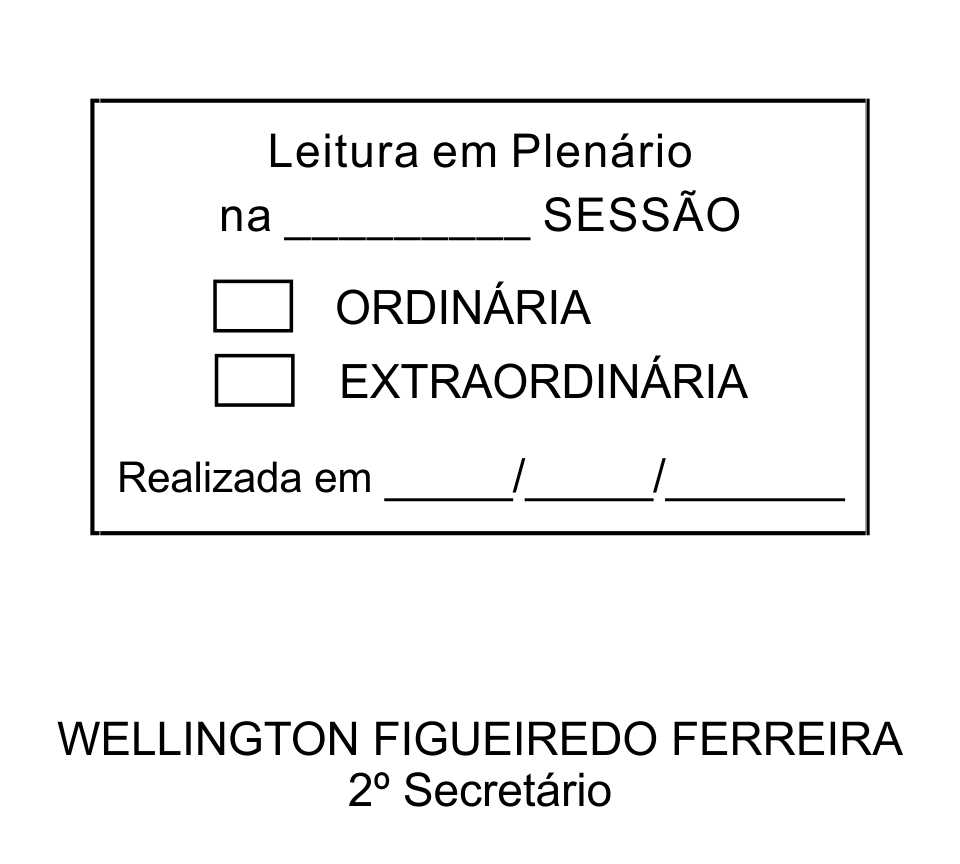 Leitura em Plenário
na _________ SESSÃO
ORDINÁRIA
EXTRAORDINÁRIA
Realizada em _____/_____/_______
WELLINGTON FIGUEIREDO FERREIRA
2º Secretário